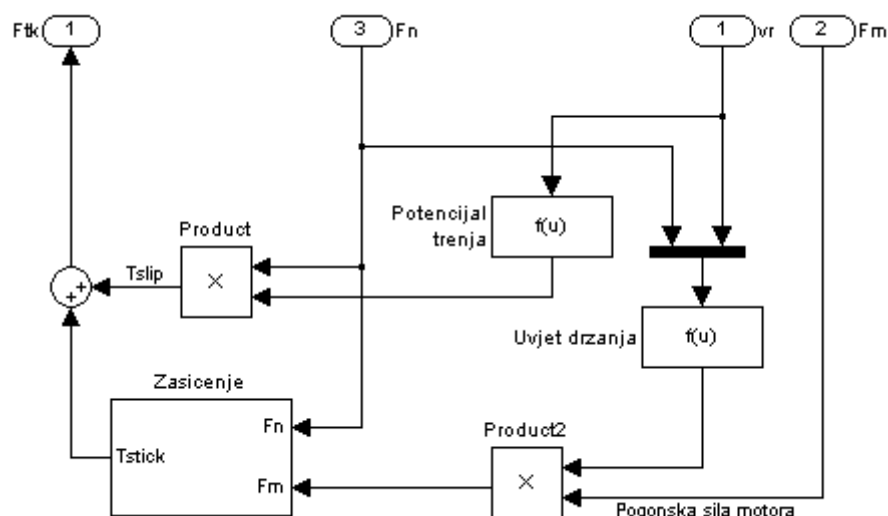 Ftk 1
3 Fn
1 vr
2 Fm
Potencijal
trenja
f(u)
Product
×
Tslip
+
+
Uvjet drzanja
f(u)
Zasicenje
Fn
Tstick
Fm
Product2
×
Pogonska sila motora